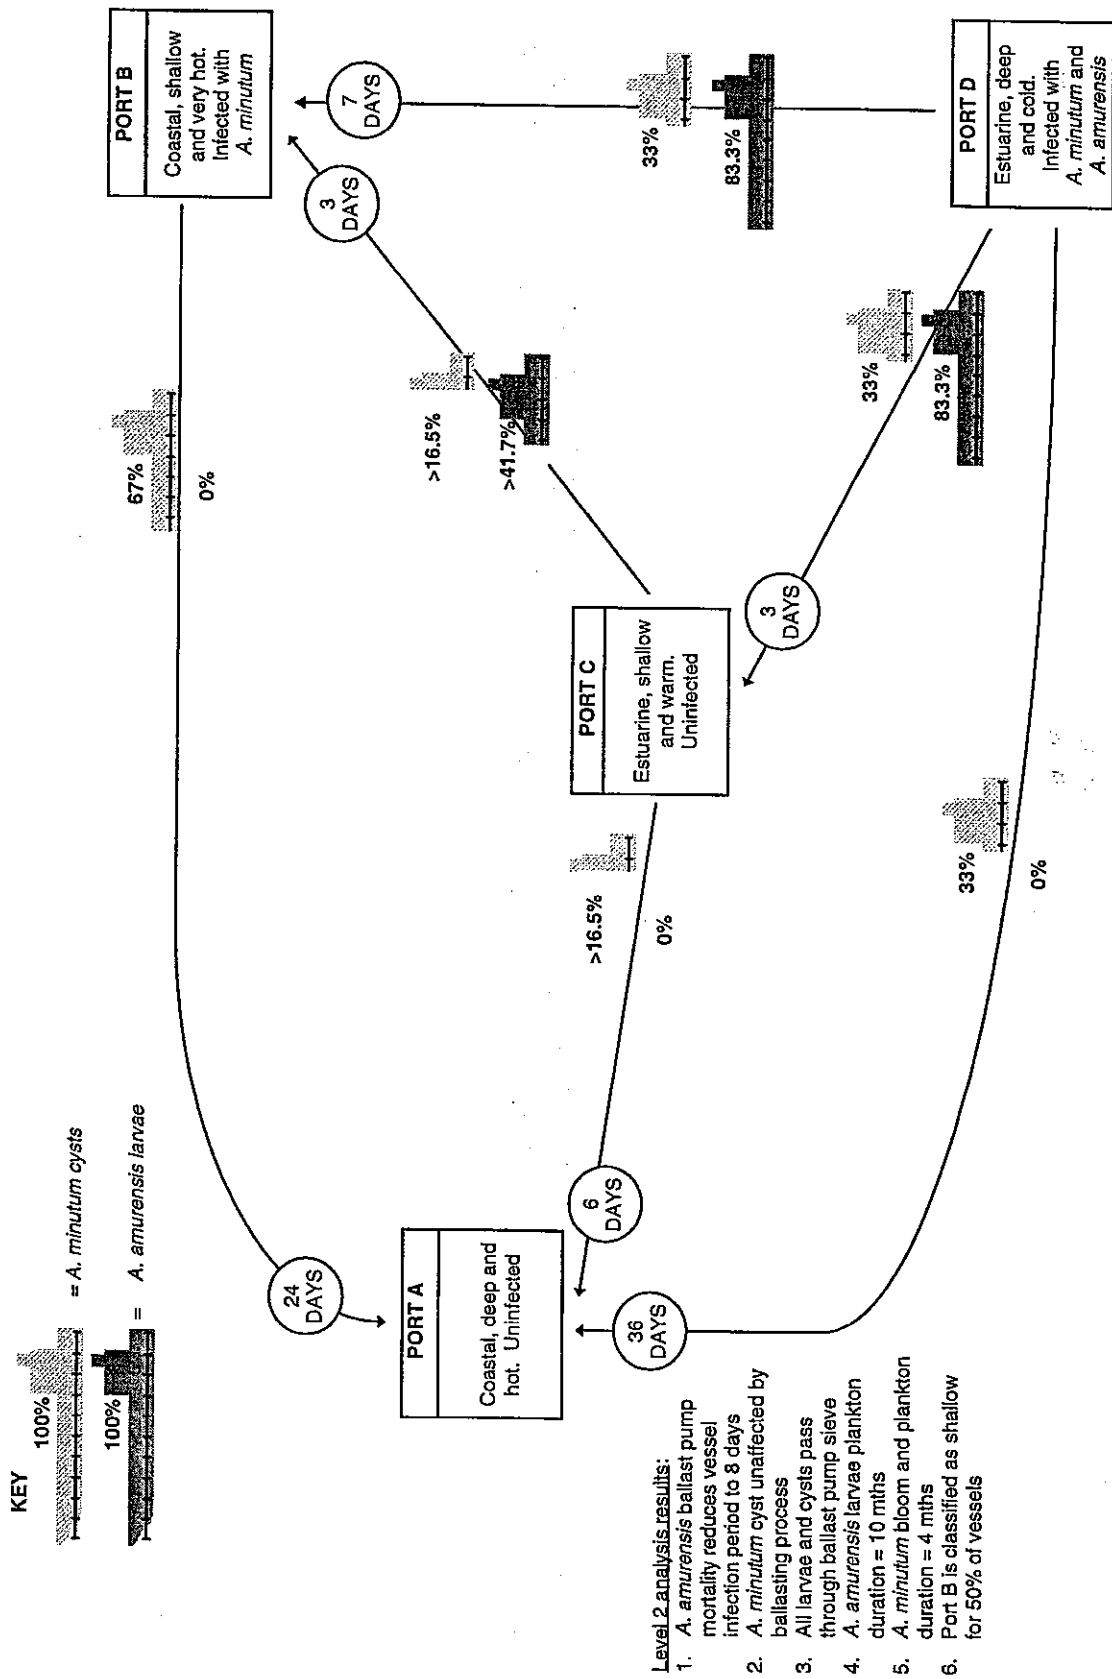 KEY
100%
= A. minutum cysts
100%
= A. amurensis larvae
PORT B
Coastal, shallow
and very hot.
Infected with
A. minutum
24
DAYS
67%
0%
3
DAYS
7
DAYS
>16.5%
>41.7%
33%
83.3%
PORT A
Coastal, deep and
hot. Uninfected
6
DAYS
>16.5%
0%
PORT C
Estuarine, shallow
and warm.
Uninfected
3
DAYS
33%
83.3%
36
DAYS
33%
0%
PORT D
Estuarine, deep
and cold.
Infected with
A. minutum and
A. amurensis
Level 2 analysis results:
1. A. amurensis ballast pump
mortality reduces vessel
infection period to 8 days
2. A. minutum cyst unaffected by
ballasting process
3. All larvae and cysts pass
through ballast pump sieve
4. A. amurensis larvae plankton
duration = 10 mths
5. A. minutum bloom and plankton
duration = 4 mths
6. Port B is classified as shallow
for 50% of vessels